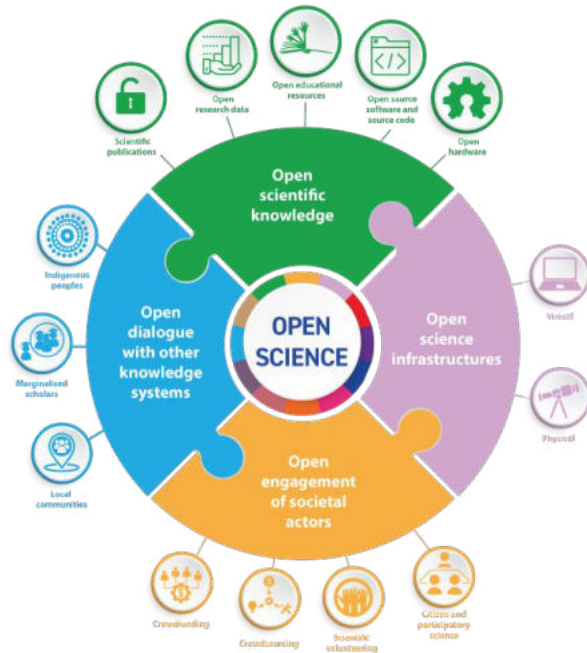 Open educational
resources
Open
research data
Open source
software and
source code
Scientific
publications
Open
hardware
Open
scientific
knowledge
Indigenous
peoples
Virtual
Open
dialogue
with other
knowledge
systems
OPEN
SCIENCE
Open
science
infrastructures
Marginalised
scholars
Physical
Local
communities
Open
engagement
of societal
actors
Crowdfunding
Crowdsourcing
Scientific
volunteering
Citizen and
participatory
science